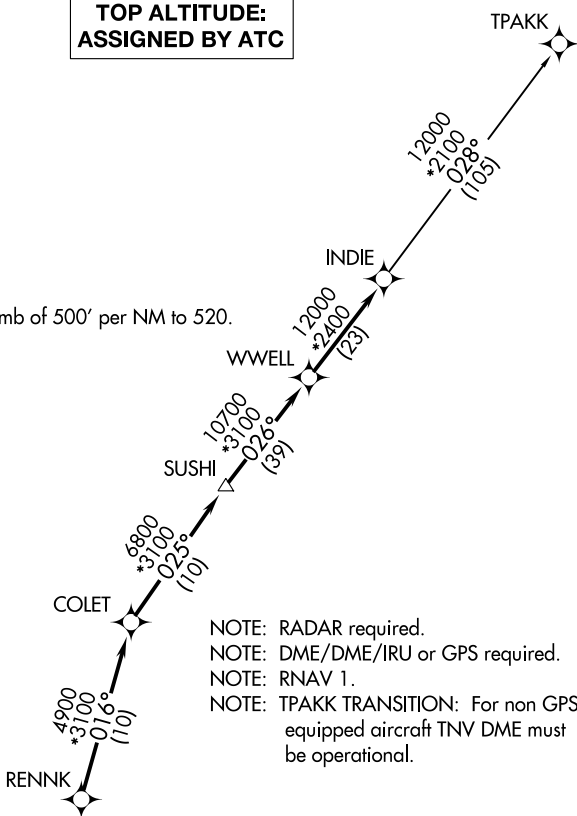 TOP ALTITUDE:
ASSIGNED BY ATC
TPAKK
12000
*2100
028°
(105)
INDIE
mb of 500' per NM to 520.
12000
*2400
(23)
WWELL
10700
*3100
026°
(39)
SUSHI
6800
*3100
025°
(10)
COLET
NOTE: RADAR required.
NOTE: DME/DME/IRU or GPS required.
NOTE: RNAV 1.
NOTE: TPAKK TRANSITION: For non GPS
equipped aircraft TNV DME must
be operational.
4900
*3100
016°
(10)
RENNK